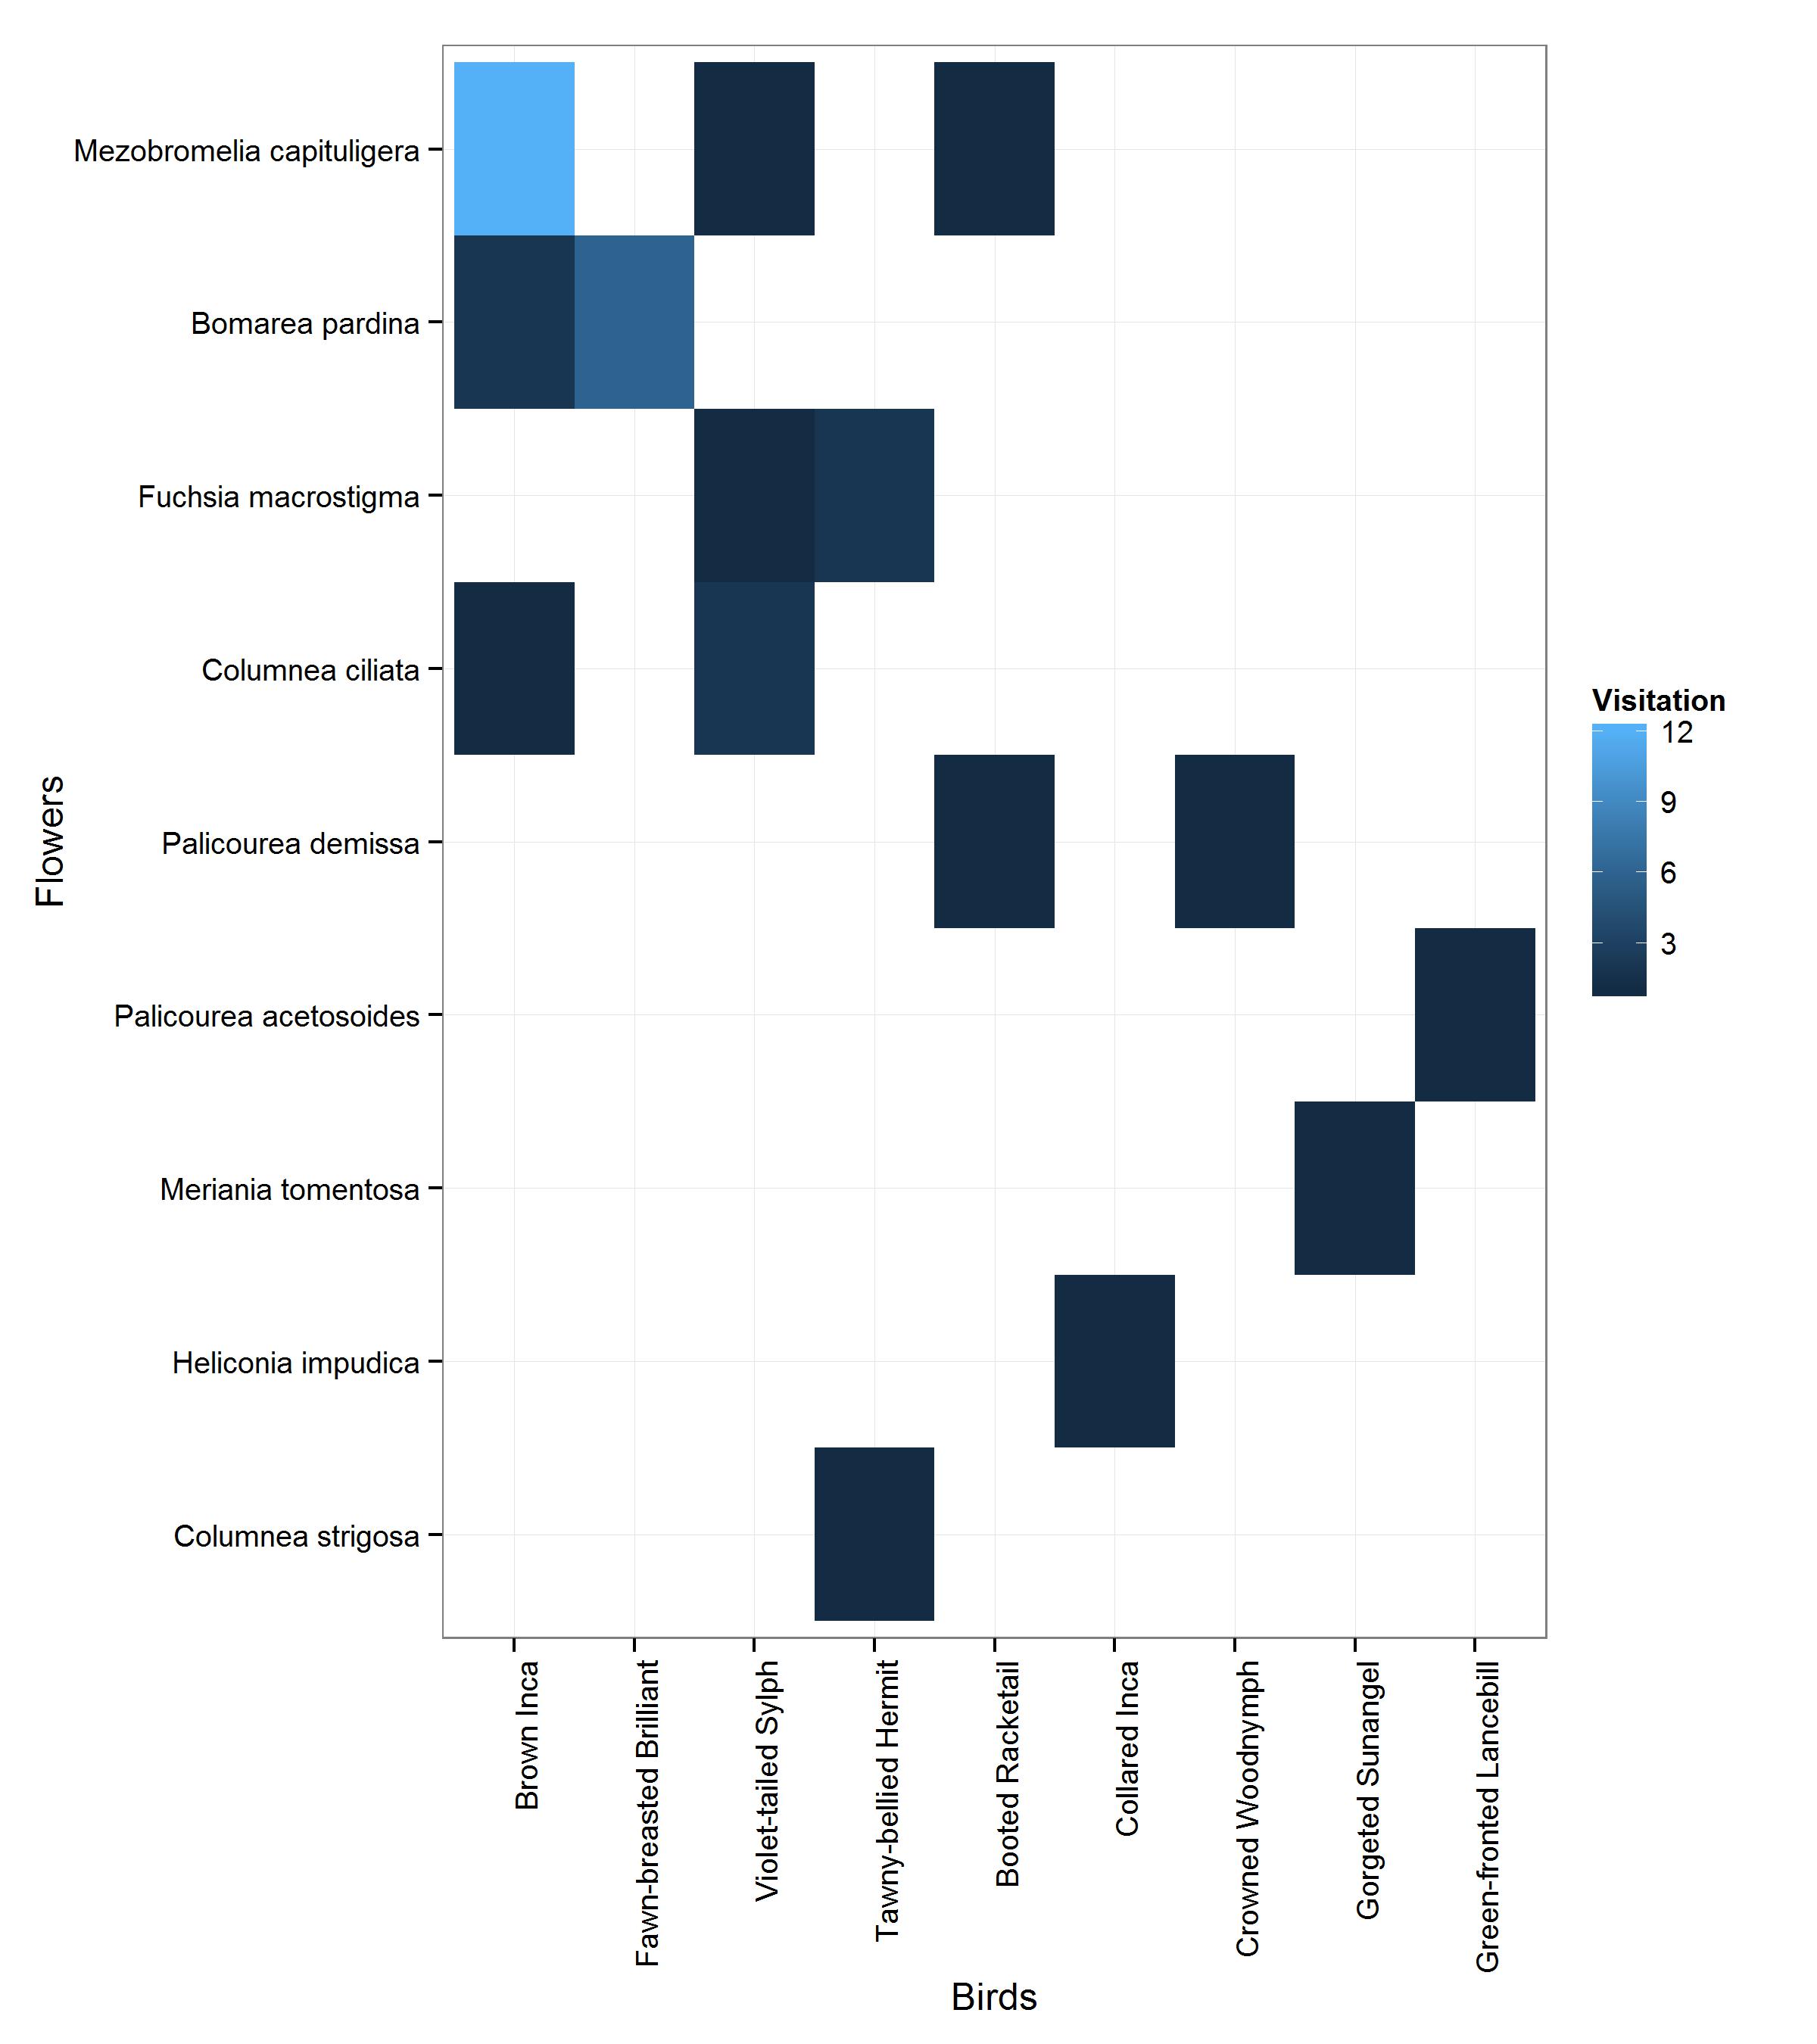 Mezobromelia capituligera
Bomarea pardina
Fuchsia macrostigma
Columnea ciliata
Palicourea demissa
Palicourea acetosoides
Meriania tomentosa
Heliconia impudica
Columnea strigosa
Flowers
Visitation
12
9
6
3
Brown Inca
Fawn-breasted Brilliant
Violet-tailed Sylph
Tawny-bellied Hermit
Booted Racketail
Collared Inca
Crowned Woodnymph
Gorgeted Sunangel
Green-fronted Lancebill
Birds